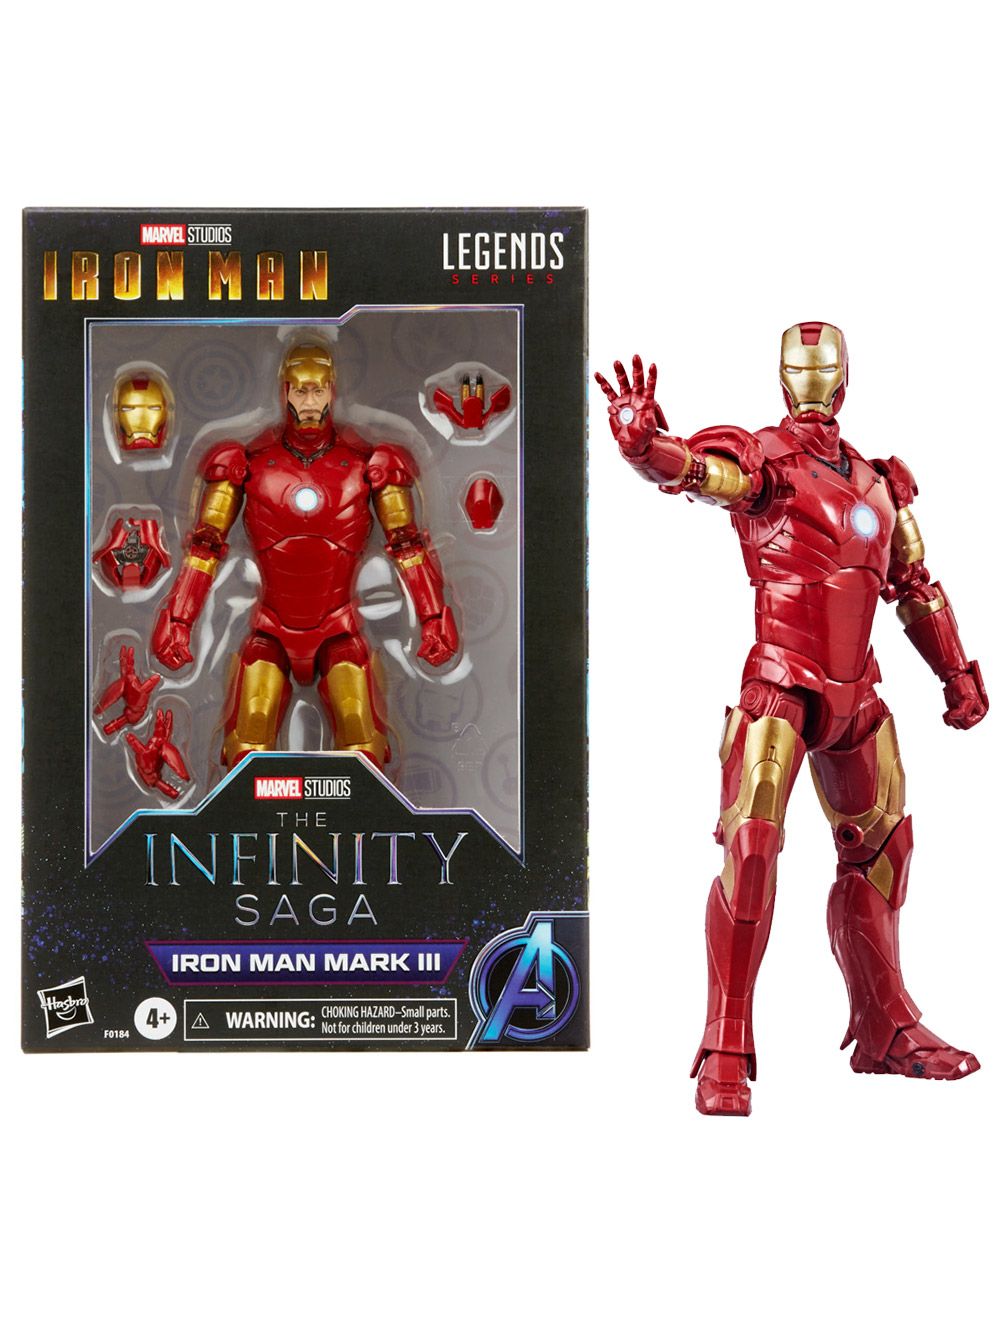 MARVEL STUDIOS
IRON MAN
LEGENDS
SERIES
MARVEL STUDIOS
THE
INFINITY
SAGA
IRON MAN MARK III
Hasbro
F0184
4+
WARNING: CHOKING HAZARD–Small parts.
Not for children under 3 years.